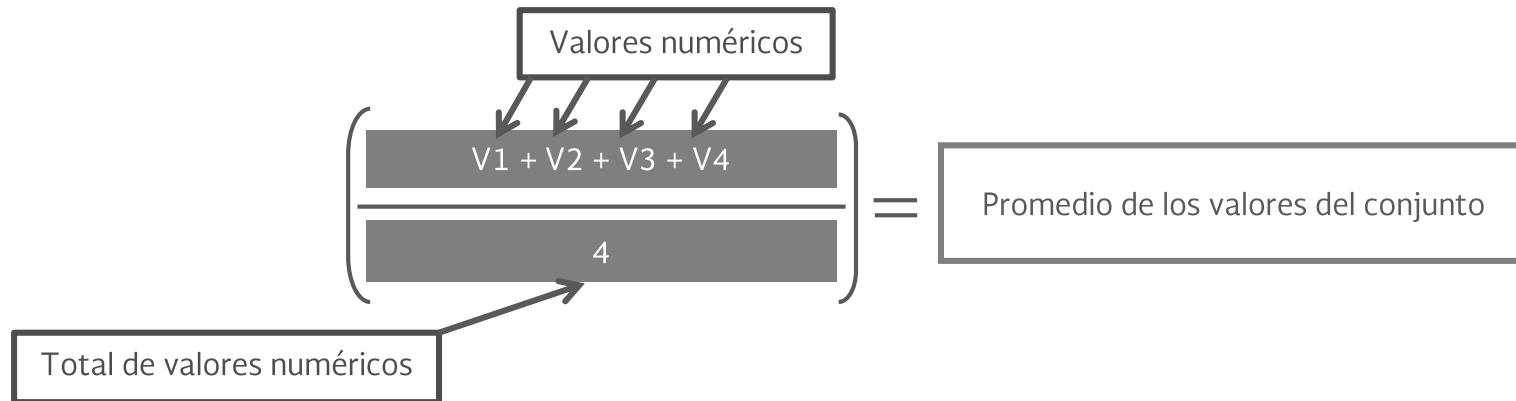 Valores numéricos
V1 + V2 + V3 + V4
=
Promedio de los valores del conjunto
4
Total de valores numéricos